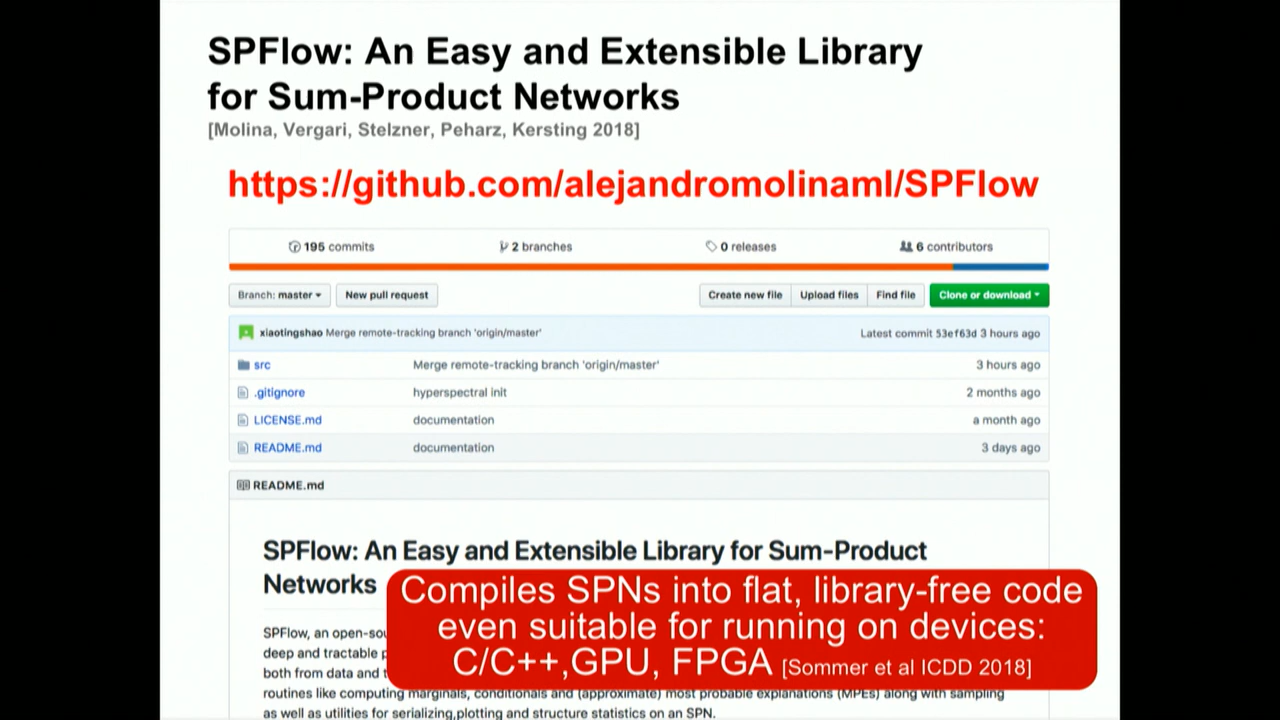 SPFlow: An Easy and Extensible Library
for Sum-Product Networks
[Molina, Vergari, Stelzner, Peharz, Kersting 2018]
https://github.com/alejandromolinaml/SPFlow
195 commits 2 branches 0 releases 6 contributors
Branch: master New pull request Create new file Upload files Find file Clone or download
xiaotingshao Merge remote-tracking branch 'origin/master' Latest commit 53ef63d 3 hours ago
src Merge remote-tracking branch 'origin/master' 3 hours ago
.gitignore hyperspectral init 2 months ago
LICENSE.md documentation a month ago
README.md documentation 3 days ago
README.md
SPFlow: An Easy and Extensible Library for Sum-Product
Networks
Compiles SPNs into flat, library-free code
even suitable for running on devices:
C/C++,GPU, FPGA [Sommer et al ICDD 2018]
SPFlow, an open-sou
deep and tractable p
both from data and t
routines like computing marginals, conditionals and (approximate) most probable explanations (MPEs) along with sampling
as well as utilities for serializing,plotting and structure statistics on an SPN.